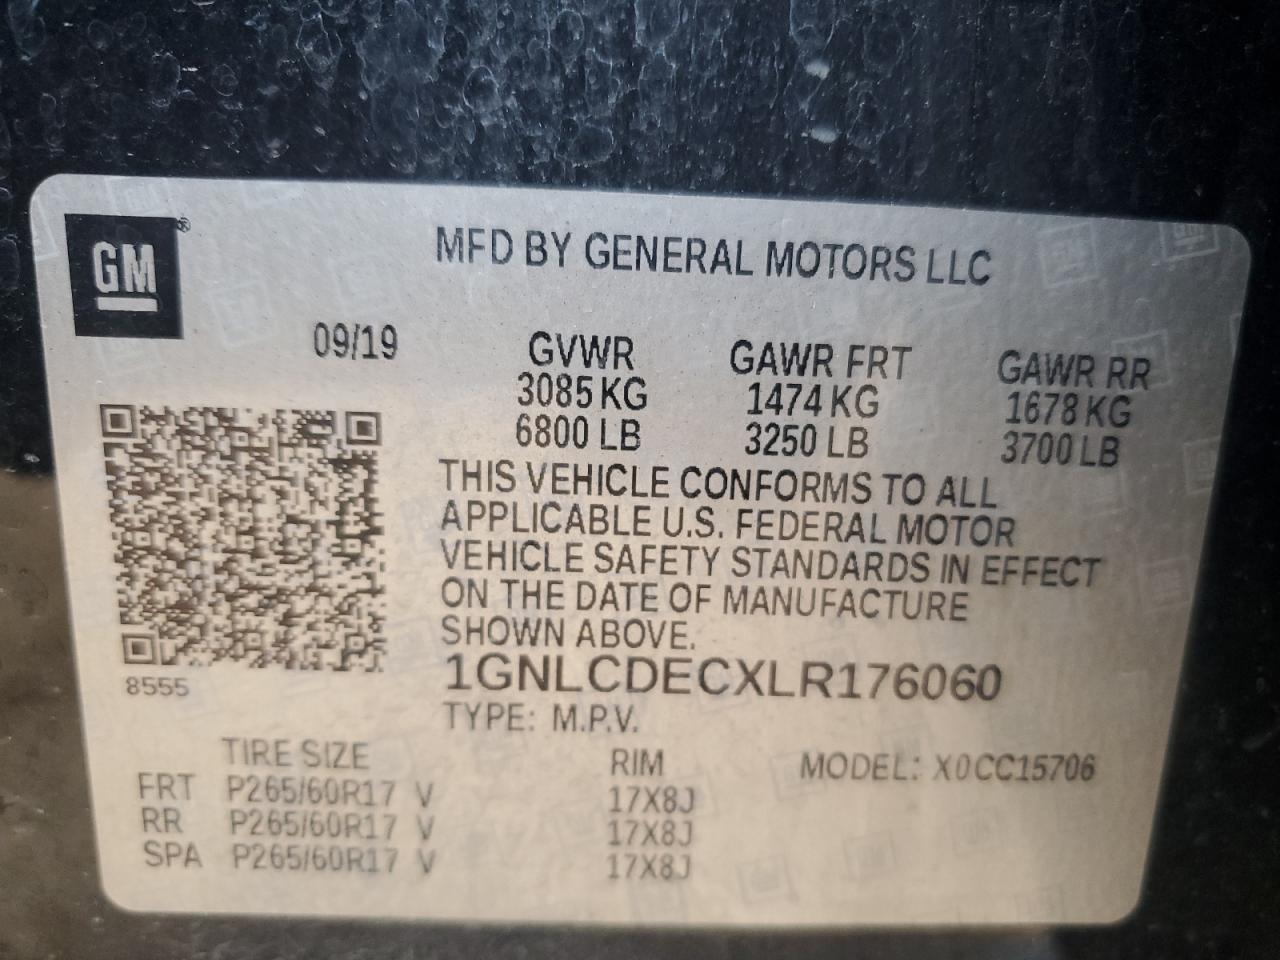 GM ®
MFD BY GENERAL MOTORS LLC
09/19
GVWR GAWR FRT GAWR RR
3085 KG 1474 KG 1678 KG
6800 LB 3250 LB 3700 LB
THIS VEHICLE CONFORMS TO ALL
APPLICABLE U.S. FEDERAL MOTOR
VEHICLE SAFETY STANDARDS IN EFFECT
ON THE DATE OF MANUFACTURE
SHOWN ABOVE.
8555
1GNLCDECXLR176060
TYPE: M.P.V.
TIRE SIZE RIM MODEL: X0CC15706
FRT P265/60R17 V 17X8J
RR P265/60R17 V 17X8J
SPA P265/60R17 V 17X8J